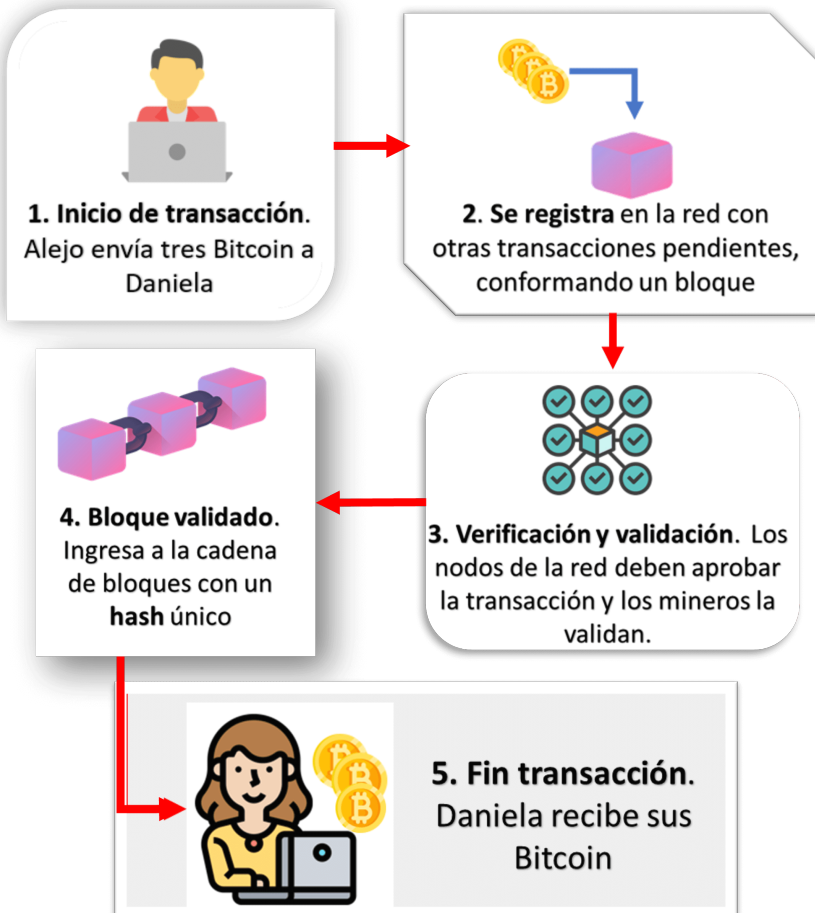 1. Inicio de transacción.
Alejo envía tres Bitcoin a
Daniela
2. Se registra en la red con
otras transacciones pendientes,
conformando un bloque
3. Verificación y validación. Los
nodos de la red deben aprobar
la transacción y los mineros la
validan.
4. Bloque validado.
Ingresa a la cadena
de bloques con un
hash único
5. Fin transacción.
Daniela recibe sus
Bitcoin